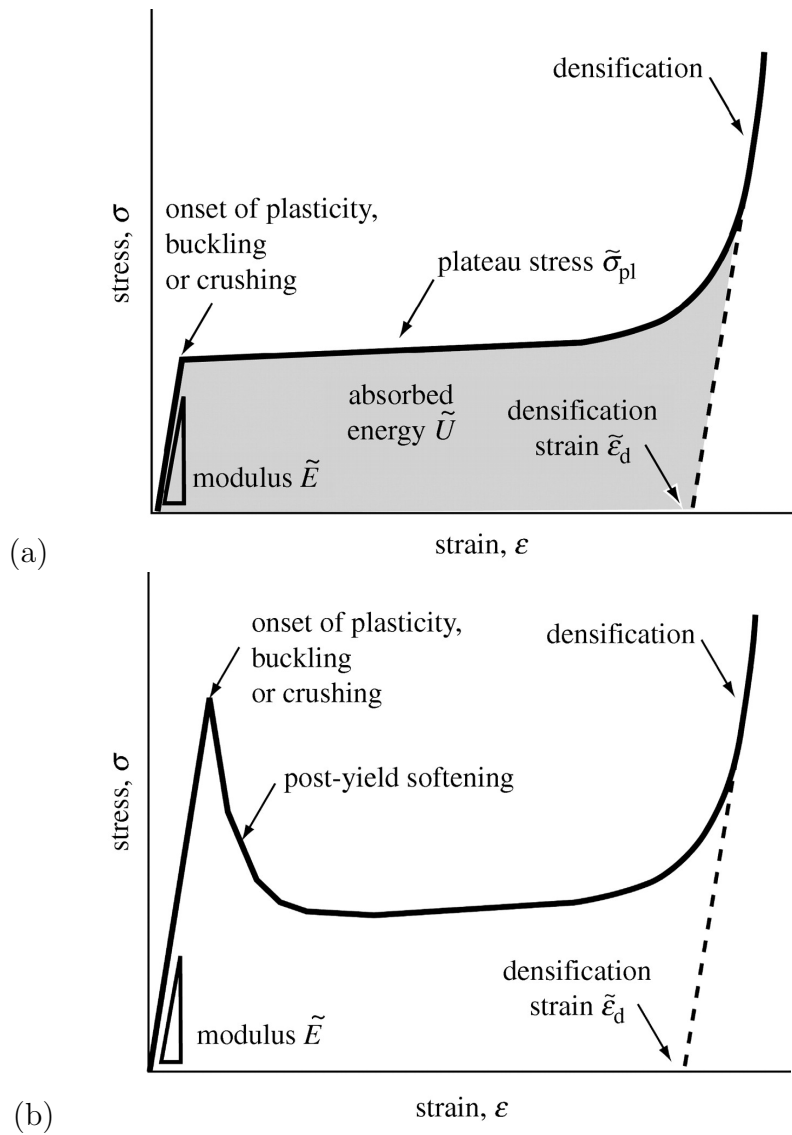 densification
onset of plasticity,
buckling
or crushing
stress, σ
plateau stress σ̃pl
absorbed
energy Ũ
densification
strain ε̃d
modulus Ẽ
(a)
strain, ε
onset of plasticity,
buckling
or crushing
densification
stress, σ
post-yield softening
densification
strain ε̃d
modulus Ẽ
(b)
strain, ε